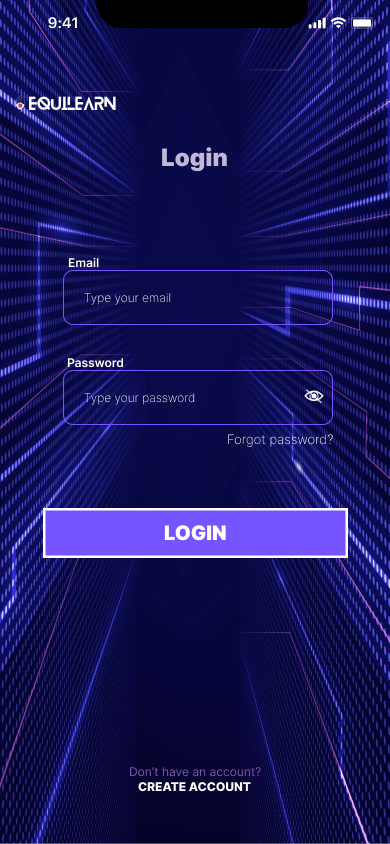 9:41
EQUILEARN
Login
Email
Type your email
Password
Type your password
Forgot password?
LOGIN
Don't have an account?
CREATE ACCOUNT